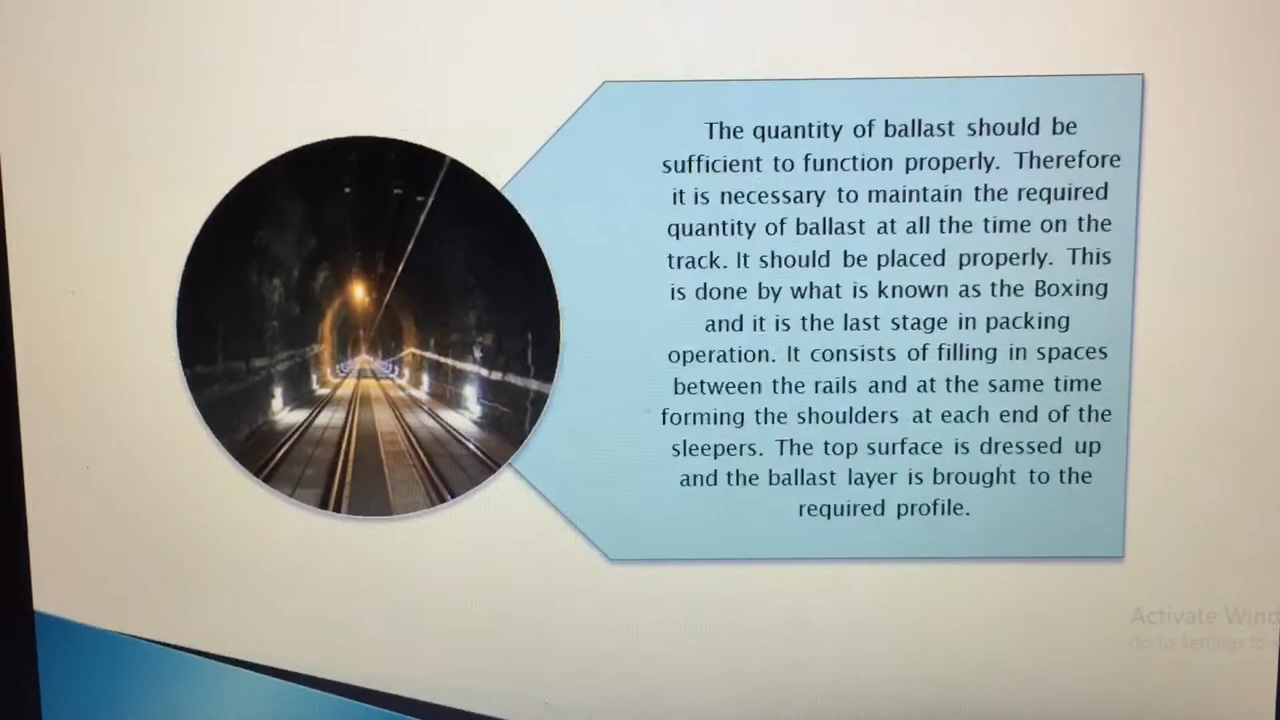 The quantity of ballast should be
sufficient to function properly. Therefore
it is necessary to maintain the required
quantity of ballast at all the time on the
track. It should be placed properly. This
is done by what is known as the Boxing
and it is the last stage in packing
operation. It consists of filling in spaces
between the rails and at the same time
forming the shoulders at each end of the
sleepers. The top surface is dressed up
and the ballast layer is brought to the
required profile.
Activate Wind
Go to Settings to